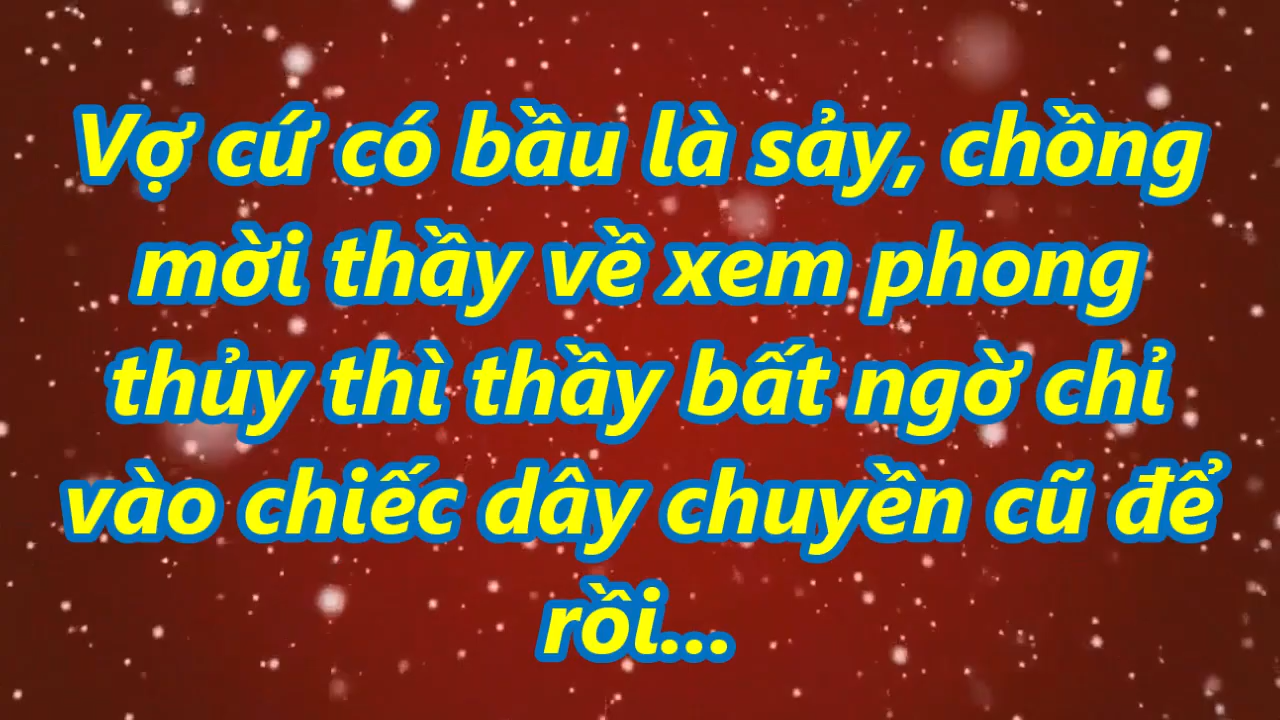 Vợ cứ có bầu là sảy, chồng
mời thầy về xem phong
thủy thì thầy bất ngờ chỉ
vào chiếc dây chuyền cũ để
rồi...